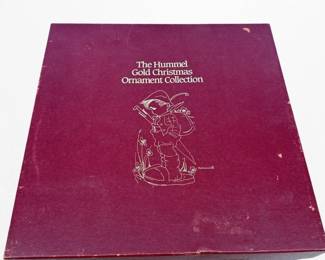 The Hummel
Gold Christmas
Ornament Collection